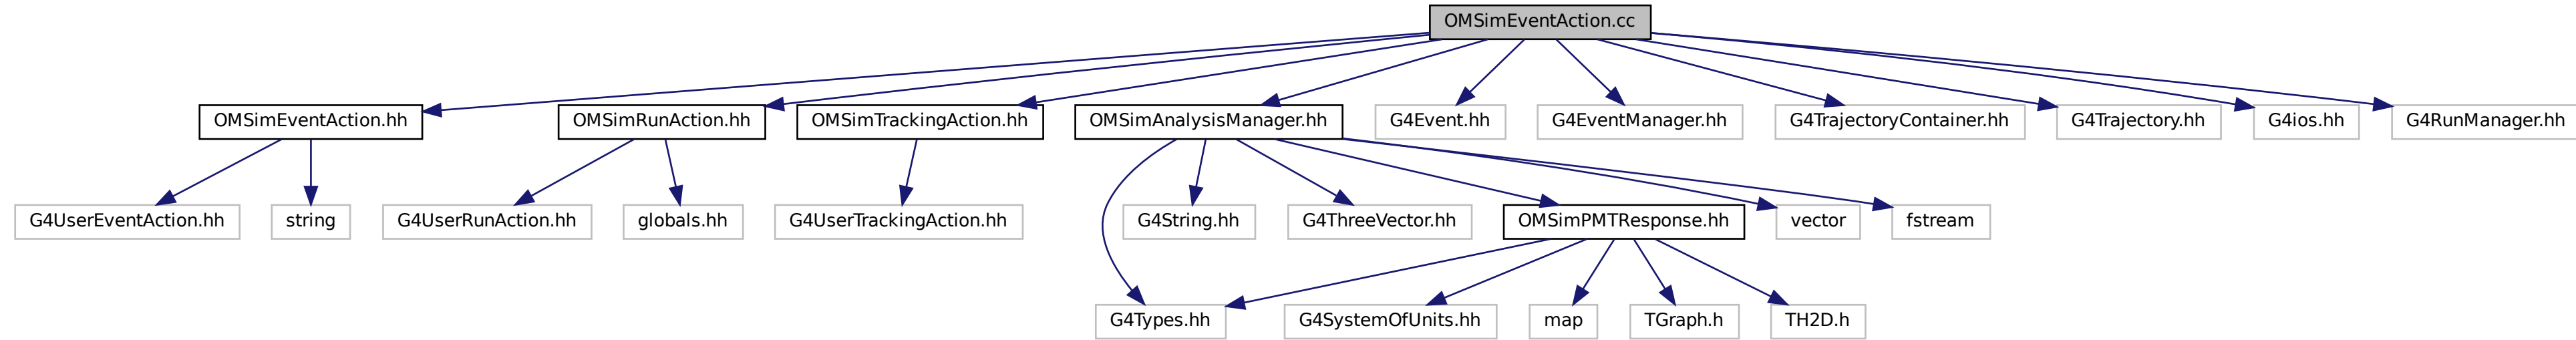 OMSimEventAction.cc
OMSimEventAction.hh
OMSimRunAction.hh
OMSimTrackingAction.hh
OMSimAnalysisManager.hh
G4Event.hh
G4EventManager.hh
G4TrajectoryContainer.hh
G4Trajectory.hh
G4ios.hh
G4RunManager.hh
G4UserEventAction.hh
string
G4UserRunAction.hh
globals.hh
G4UserTrackingAction.hh
G4String.hh
G4ThreeVector.hh
OMSimPMTResponse.hh
vector
fstream
G4Types.hh
G4SystemOfUnits.hh
map
TGraph.h
TH2D.h